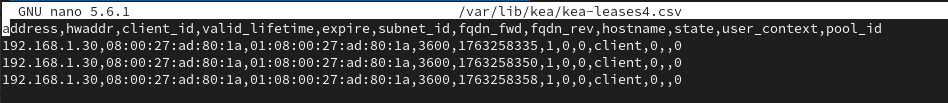 GNU nano 5.6.1 /var/lib/kea/kea-leases4.csv
address,hwaddr,client_id,valid_lifetime,expire,subnet_id,fqdn_fwd,fqdn_rev,hostname,state,user_context,pool_id
192.168.1.30,08:00:27:ad:80:1a,01:08:00:27:ad:80:1a,3600,1763258335,1,0,0,client,0,,0
192.168.1.30,08:00:27:ad:80:1a,01:08:00:27:ad:80:1a,3600,1763258350,1,0,0,client,0,,0
192.168.1.30,08:00:27:ad:80:1a,01:08:00:27:ad:80:1a,3600,1763258358,1,0,0,client,0,,0